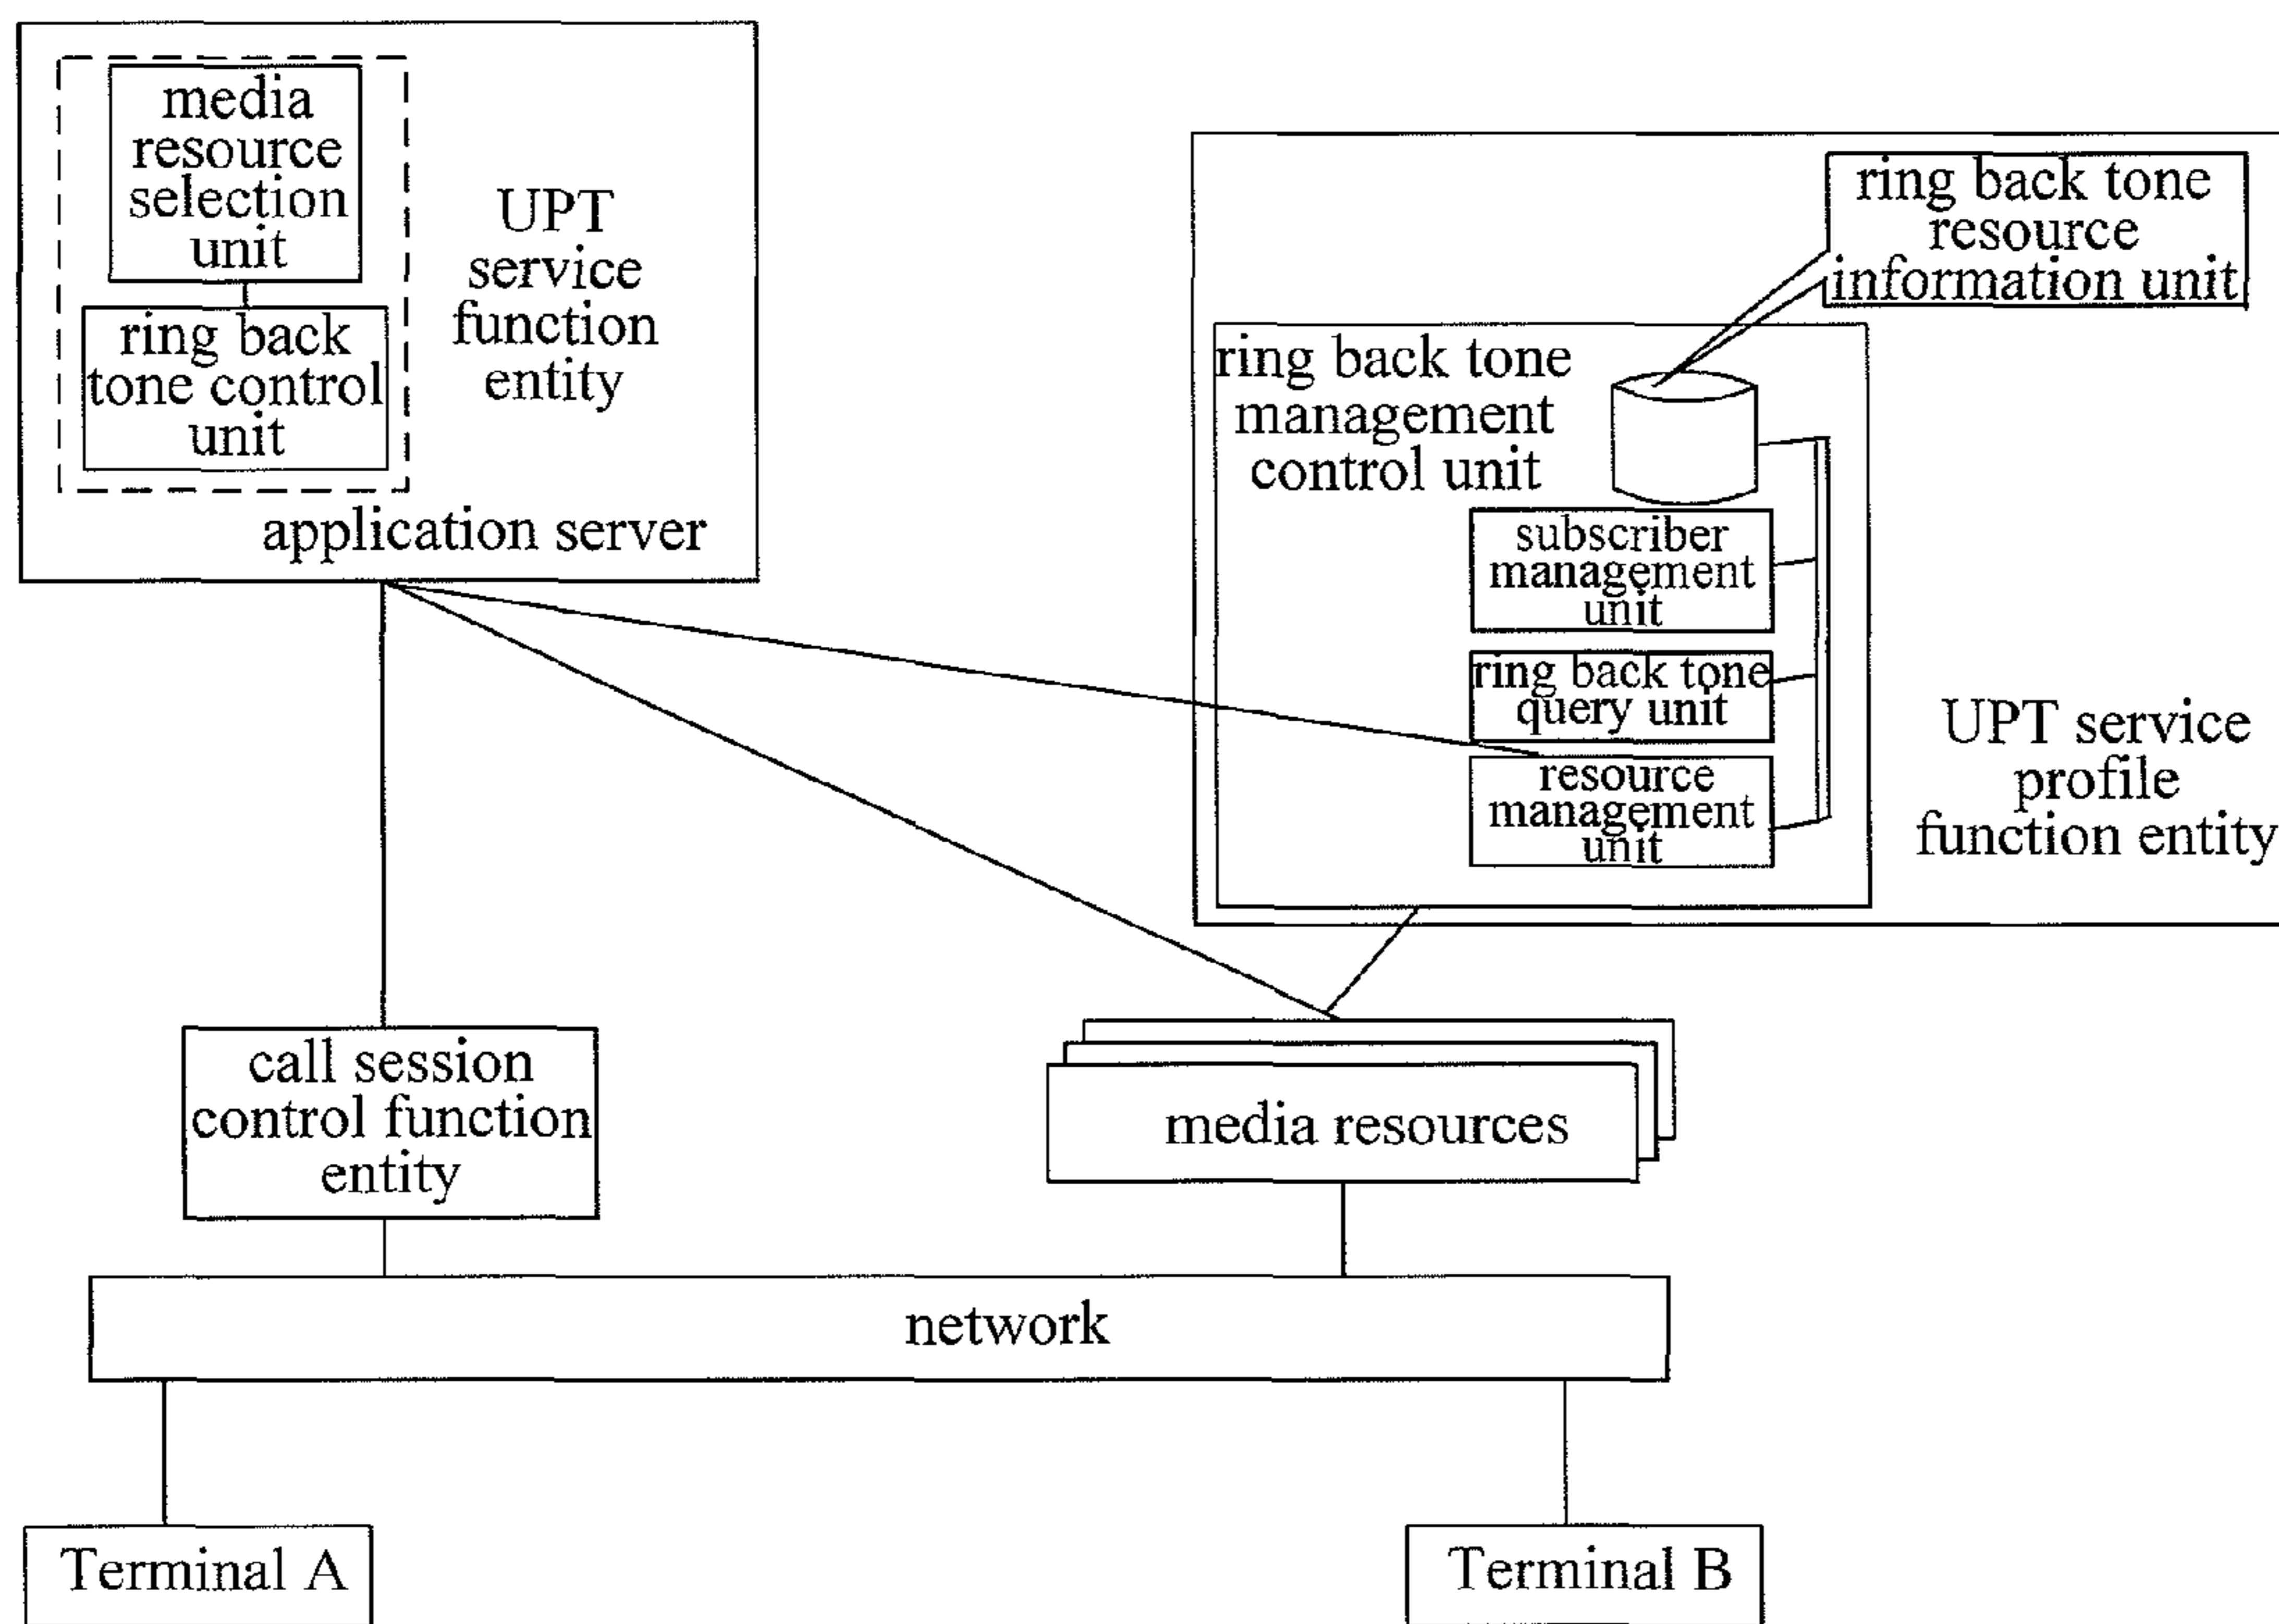 media
resource
selection
unit
ring back
tone control
unit
UPT
service
function
entity
application server
ring back tone
resource
information unit
ring back tone
management
control unit
subscriber
management
unit
ring back tone
query unit
resource
management
unit
UPT service
profile
function entity
call session
control function
entity
media resources
network
Terminal A
Terminal B